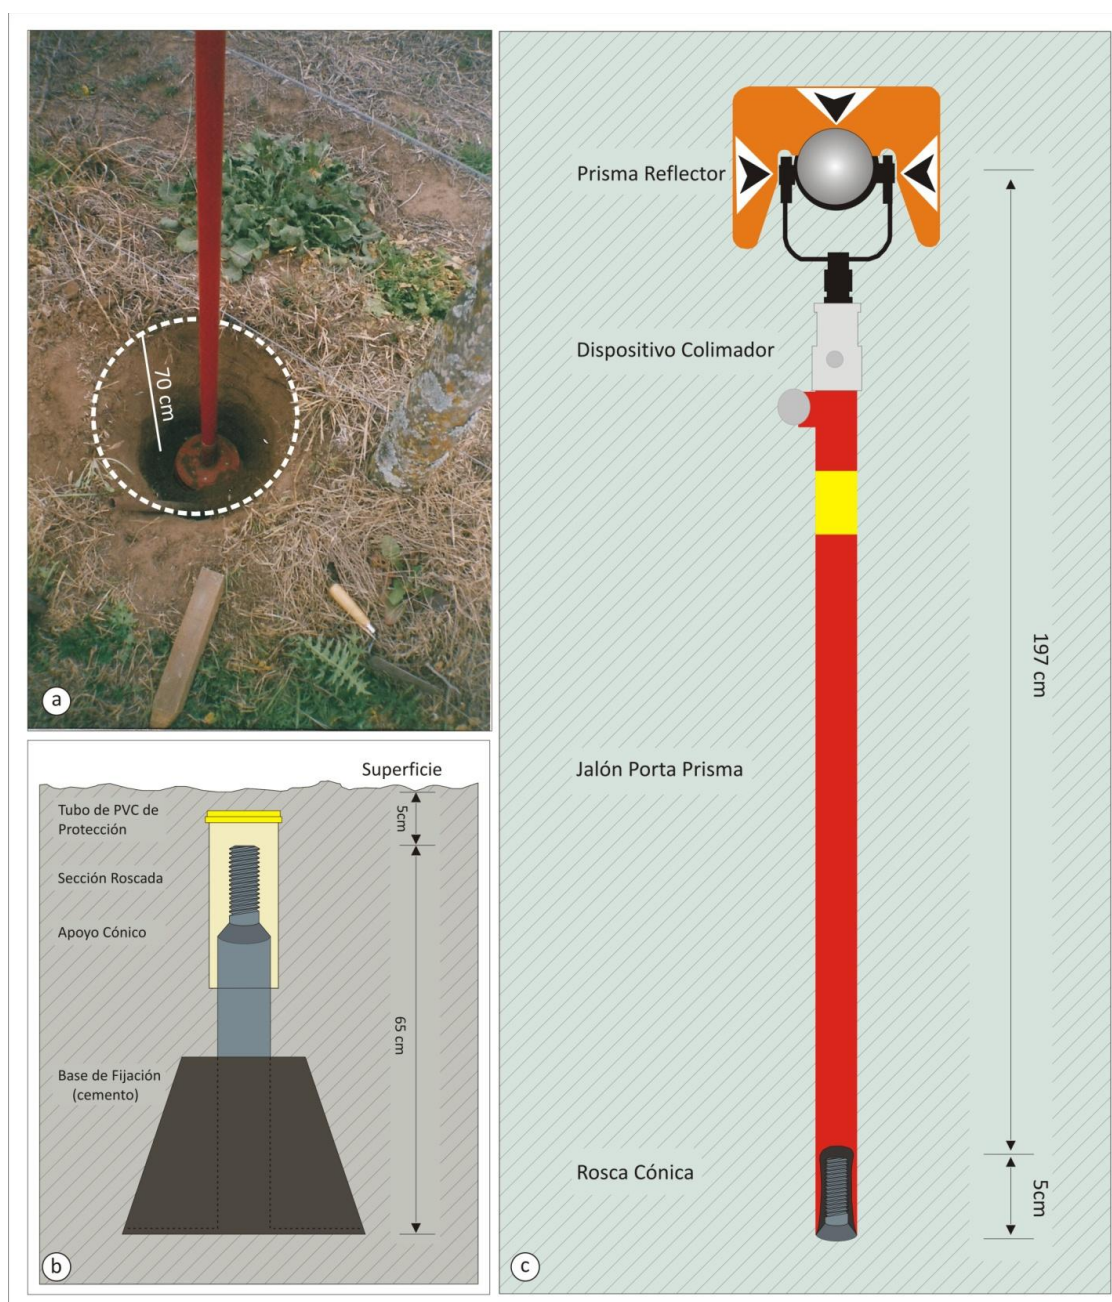 70 cm
a
Superficie
Tubo de PVC de
Protección
5cm
Sección Roscada
Apoyo Cónico
65 cm
Base de Fijación
(cemento)
b
Prisma Reflector
Dispositivo Colimador
197 cm
Jalón Porta Prisma
Rosca Cónica
5cm
c